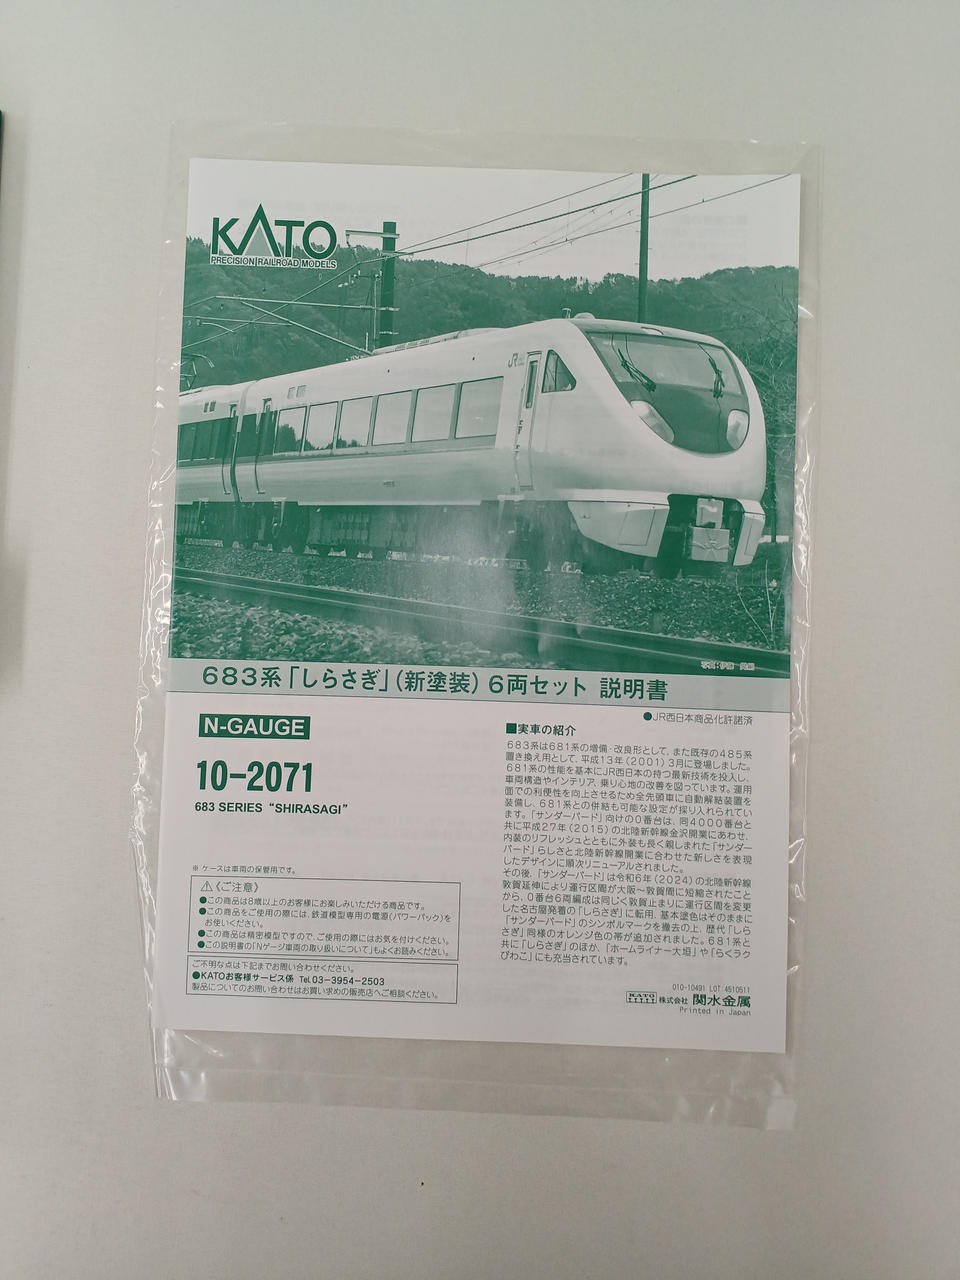 KATO
PRECISION RAILROAD MODELS
JR
683系「しらさぎ」(新塗装) 6両セット 説明書
●JR西日本商品化許諾済
N-GAUGE
10-2071
683 SERIES “SHIRASAGI”
※ ケースは車両の保管用です。
⚠《ご注意》
●この商品は8歳以上のお客様にお楽しみいただける商品です。
●この商品をご使用の際には、鉄道模型専用の電源(パワーパック)を
お使いください。
●この商品は精密模型ですので、ご使用の際にはお気を付けください。
●この説明書の「Nゲージ車両の取り扱いについて」もよくお読みください。
ご不明な点は下記までお問い合わせください。
●KATOお客様サービス係 Tel.03-3954-2503
製品についてのお問い合わせはお買い求めの販売店へご相談ください。
■実車の紹介
683系は681系の増備・改良形として、また既存の485系
置き換え用として、平成13年(2001)3月に登場しました。
681系の性能を基本にJR西日本の持つ最新技術を投入し、
車両構造やインテリア、乗り心地の改善を図っています。運用
面での利便性を向上させるため全先頭車に自動解結装置を
装備し、681系との併結も可能な設定が採り入れられてい
ます。「サンダーバード」向けの0番台は、同4000番台と
共に平成27年(2015)の北陸新幹線金沢開業にあわせ、
内装のリフレッシュとともに外装も長く親しまれた「サンダー
バード」らしさと北陸新幹線開業に合わせた新しさを表現
したデザインに順次リニューアルされました。
その後、「サンダーバード」は令和6年(2024)の北陸新幹線
敦賀延伸により運行区間が大阪～敦賀間に短縮されたこと
から、0番台6両編成は同じく敦賀止まりに運行区間を変更
した名古屋発着の「しらさぎ」に転用、基本塗色はそのままに
「サンダーバード」のシンボルマークを撤去の上、歴代「しら
さぎ」同様のオレンジ色の帯が追加されました。681系と
共に「しらさぎ」のほか、「ホームライナー大垣」や「らくラク
びわこ」にも充当されています。
010-10491 LOT 4510511
KATO 株式会社 関水金属
Printed in Japan